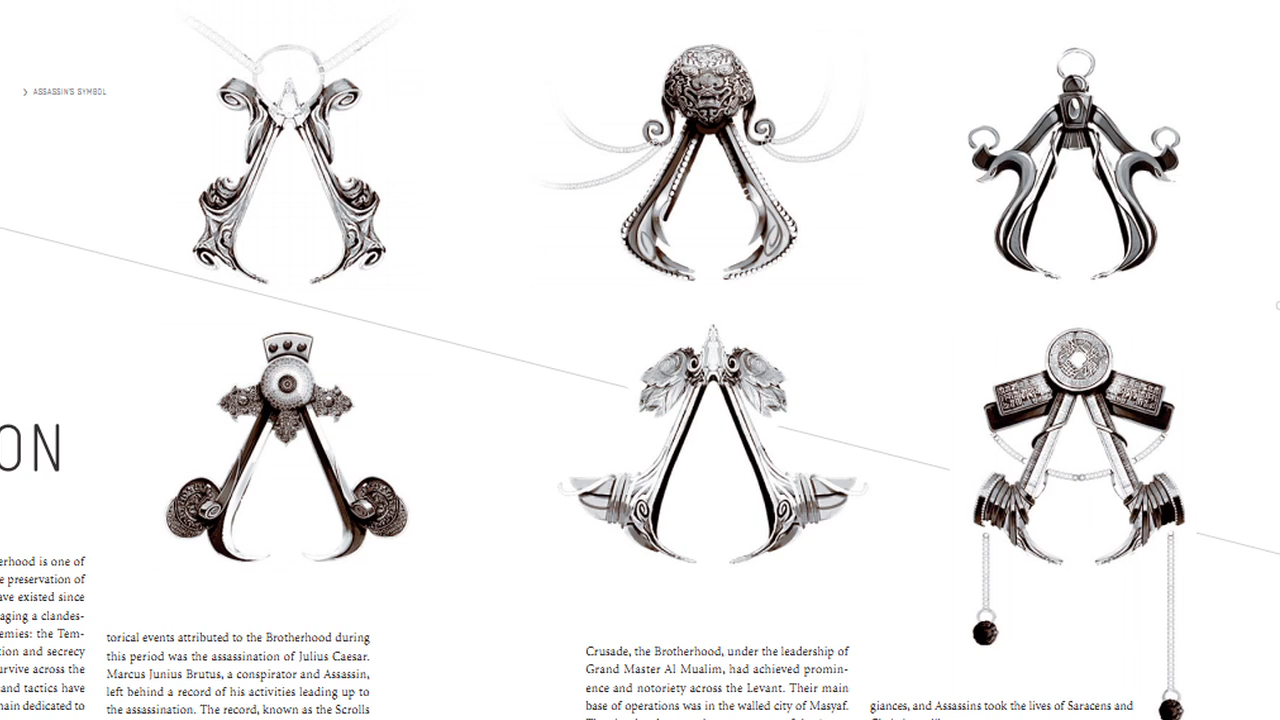 ❯ ASSASSIN'S SYMBOL
ON
erhood is one of
e preservation of
ave existed since
aging a clandes-
emies: the Tem-
tion and secrecy
urvive across the
and tactics have
main dedicated to
torical events attributed to the Brotherhood during
this period was the assassination of Julius Caesar.
Marcus Junius Brutus, a conspirator and Assassin,
left behind a record of his activities leading up to
the assassination. The record, known as the Scrolls
Crusade, the Brotherhood, under the leadership of
Grand Master Al Mualim, had achieved promin-
ence and notoriety across the Levant. Their main
base of operations was in the walled city of Masyaf.
giances, and Assassins took the lives of Saracens and